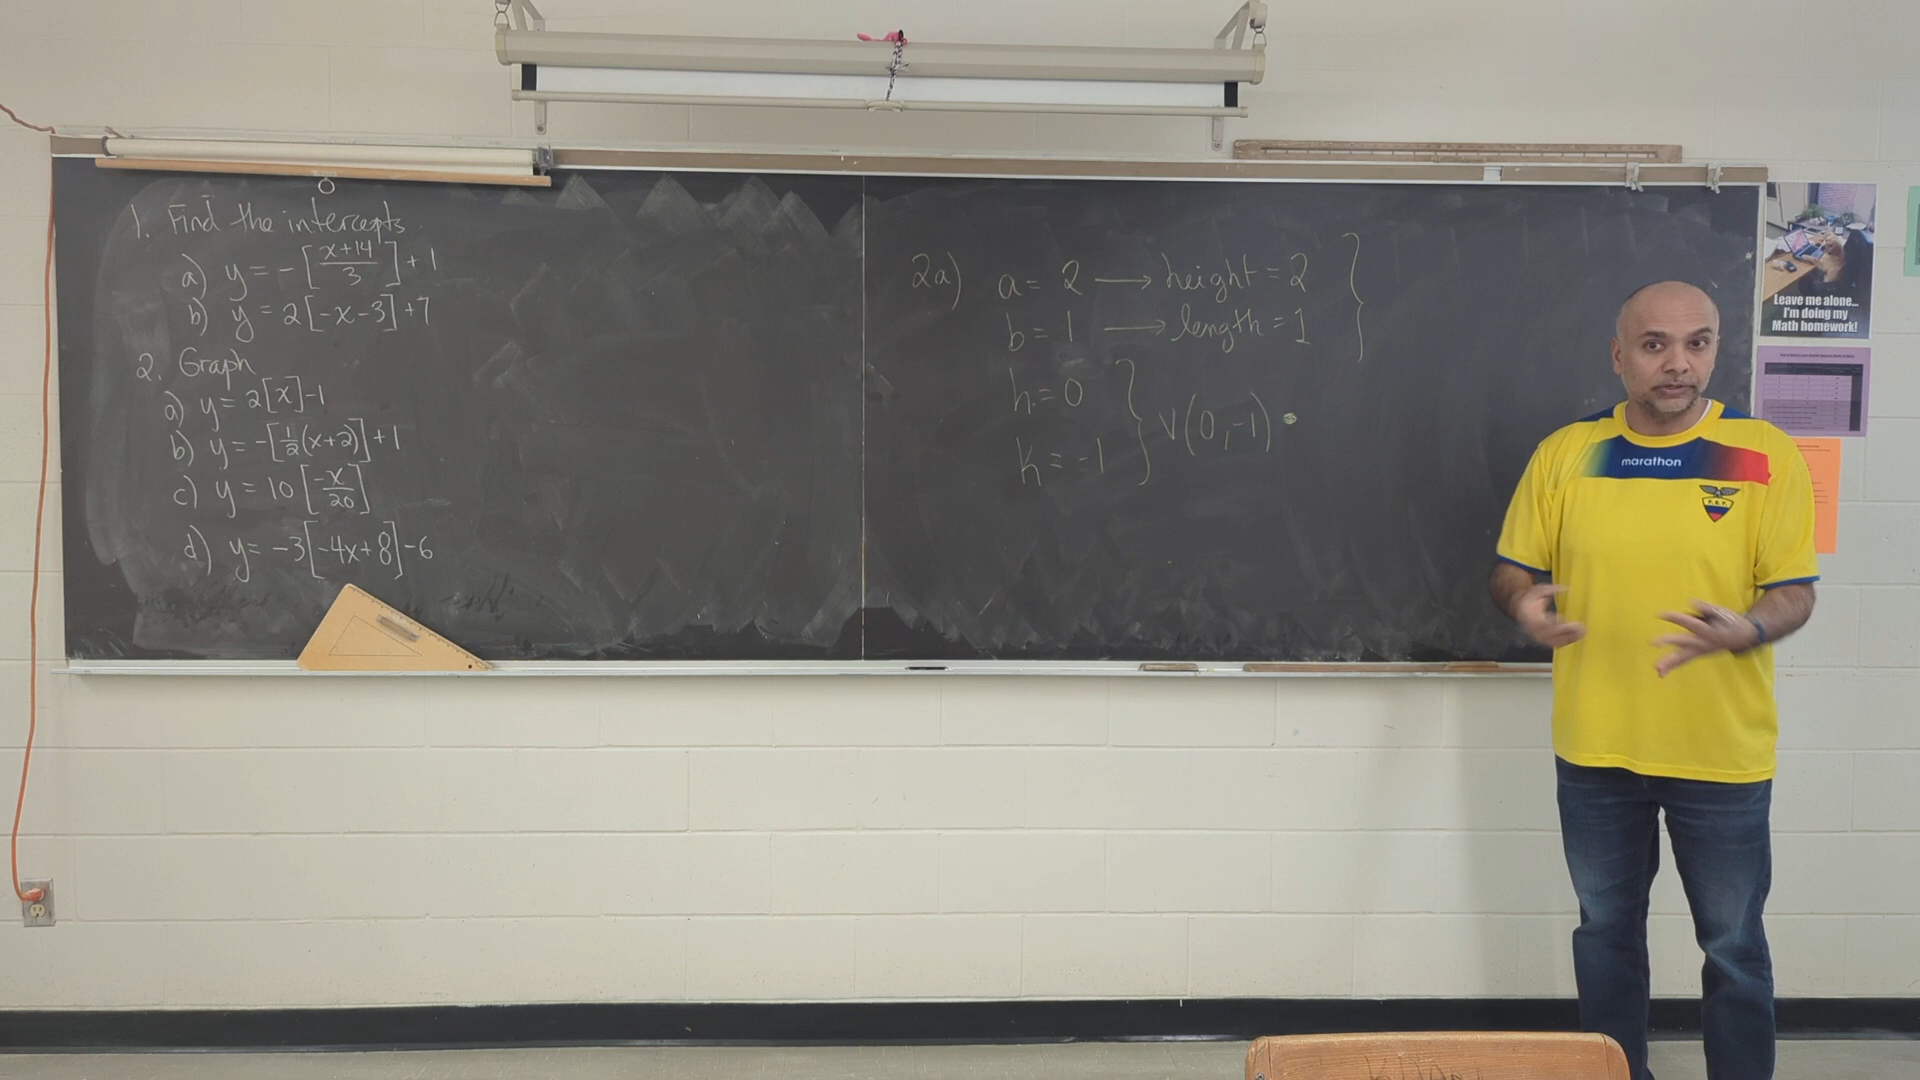 1. Find the intercepts
a) y = -[x+14/3] + 1
b) y = 2[-x-3]+7
2. Graph
a) y = 2[x]-1
b) y = -[1/2(x+2)]+1
c) y = 10[-x/20]
d) y = -3[-4x+8]-6
2a) a = 2 → height = 2
b = 1 → length = 1
h = 0
k = -1
V(0,-1)
Leave me alone...
I'm doing my
Math homework!
marathon
F.E.F.